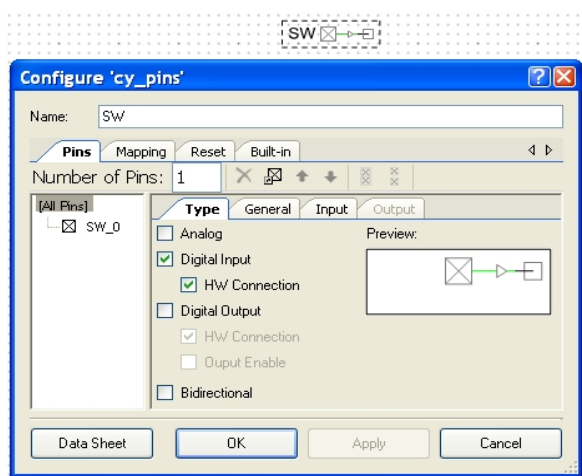 SW
Configure 'cy_pins'
Name: SW
Pins Mapping Reset Built-in
Number of Pins: 1
[All Pins]
SW_0
Type General Input Output
Analog
Preview:
Digital Input
HW Connection
Digital Output
HW Connection
Ouput Enable
Bidirectional
Data Sheet OK Apply Cancel